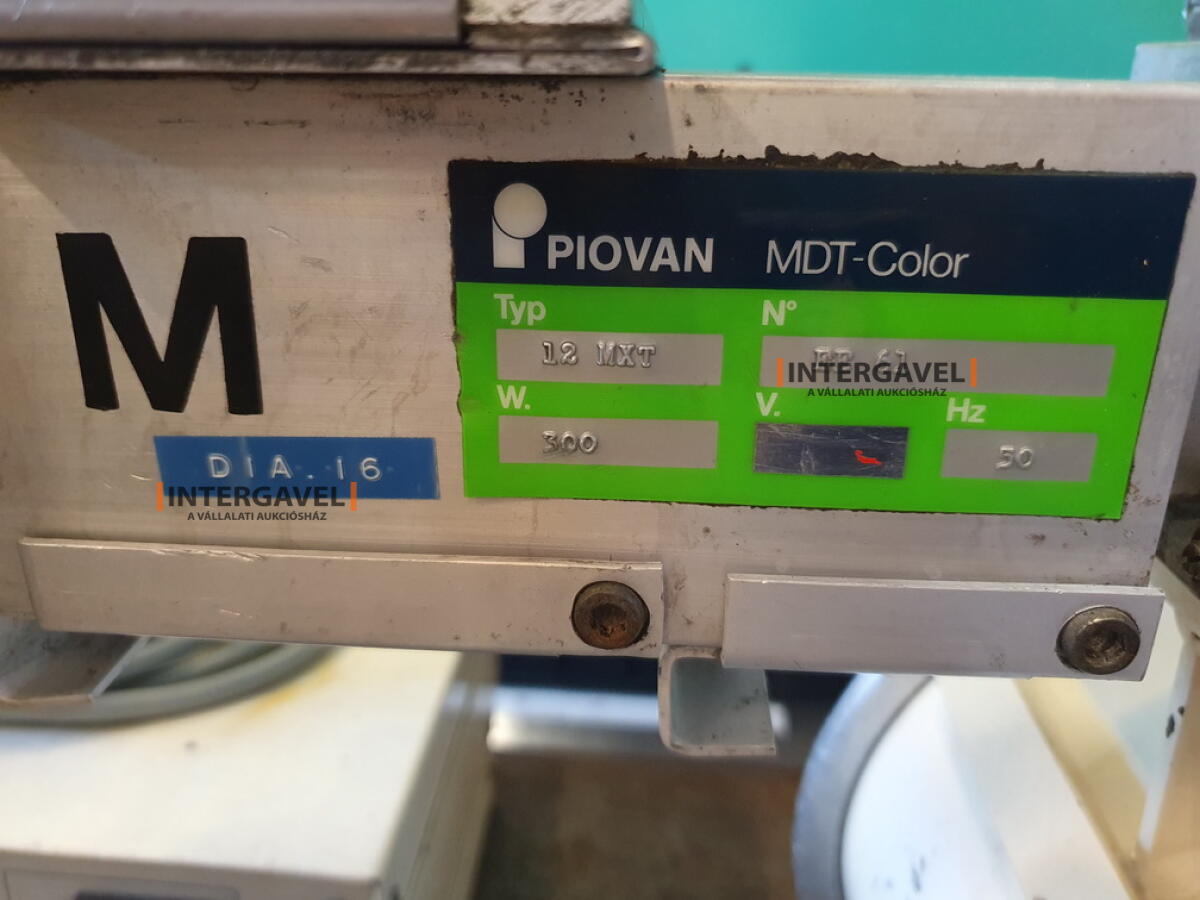 M
DIA.16
PIOVAN MDT-Color
Typ N°
12 MXT
W. V. Hz
300 50
INTERGAVEL
A VÁLLALATI AUKCIÓSHÁZ
INTERGAVEL
A VÁLLALATI AUKCIÓSHÁZ